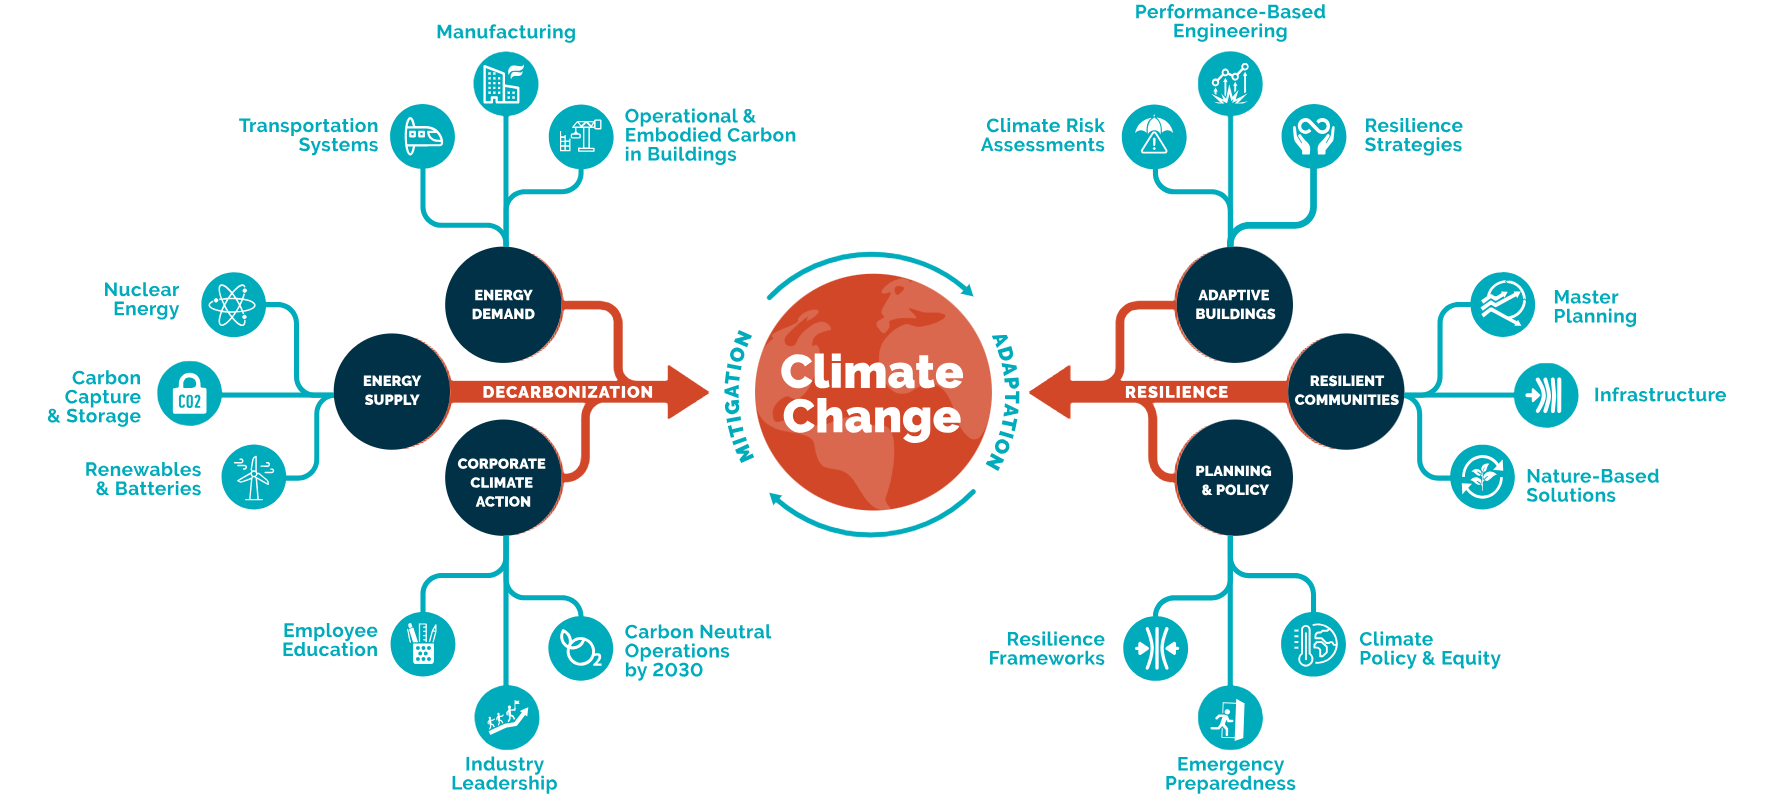 Manufacturing
Transportation
Systems
Operational &
Embodied Carbon
in Buildings
Nuclear
Energy
Carbon
Capture
& Storage
CO2
Renewables
& Batteries
ENERGY
DEMAND
ENERGY
SUPPLY
CORPORATE
CLIMATE
ACTION
DECARBONIZATION
Employee
Education
Carbon Neutral
Operations
by 2030
2
Industry
Leadership
MITIGATION
Climate
Change
ADAPTATION
Performance-Based
Engineering
Climate Risk
Assessments
Resilience
Strategies
ADAPTIVE
BUILDINGS
RESILIENCE
RESILIENT
COMMUNITIES
PLANNING
& POLICY
Master
Planning
Infrastructure
Nature-Based
Solutions
Resilience
Frameworks
Climate
Policy & Equity
Emergency
Preparedness